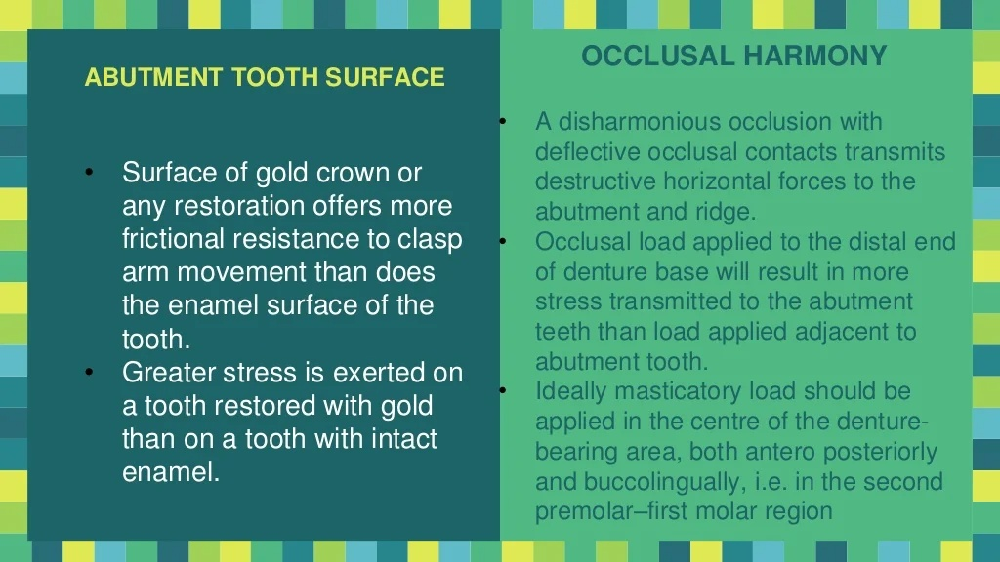 ABUTMENT TOOTH SURFACE
• Surface of gold crown or
any restoration offers more
frictional resistance to clasp
arm movement than does
the enamel surface of the
tooth.
• Greater stress is exerted on
a tooth restored with gold
than on a tooth with intact
enamel.
OCCLUSAL HARMONY
• A disharmonious occlusion with
deflective occlusal contacts transmits
destructive horizontal forces to the
abutment and ridge.
• Occlusal load applied to the distal end
of denture base will result in more
stress transmitted to the abutment
teeth than load applied adjacent to
abutment tooth.
• Ideally masticatory load should be
applied in the centre of the denture-
bearing area, both antero posteriorly
and buccolingually, i.e. in the second
premolar–first molar region